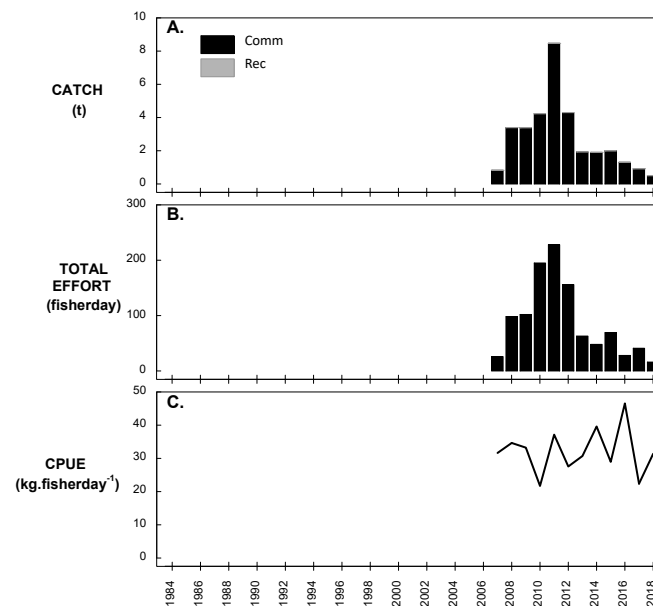 A.
Comm
Rec
CATCH
(t)
10
8
6
4
2
0
B.
TOTAL
EFFORT
(fisherday)
300
200
100
0
C.
CPUE
(kg.fisherday-1)
50
40
30
20
10
0
1984 1986 1988 1990 1992 1994 1996 1998 2000 2002 2004 2006 2008 2010 2012 2014 2016 2018